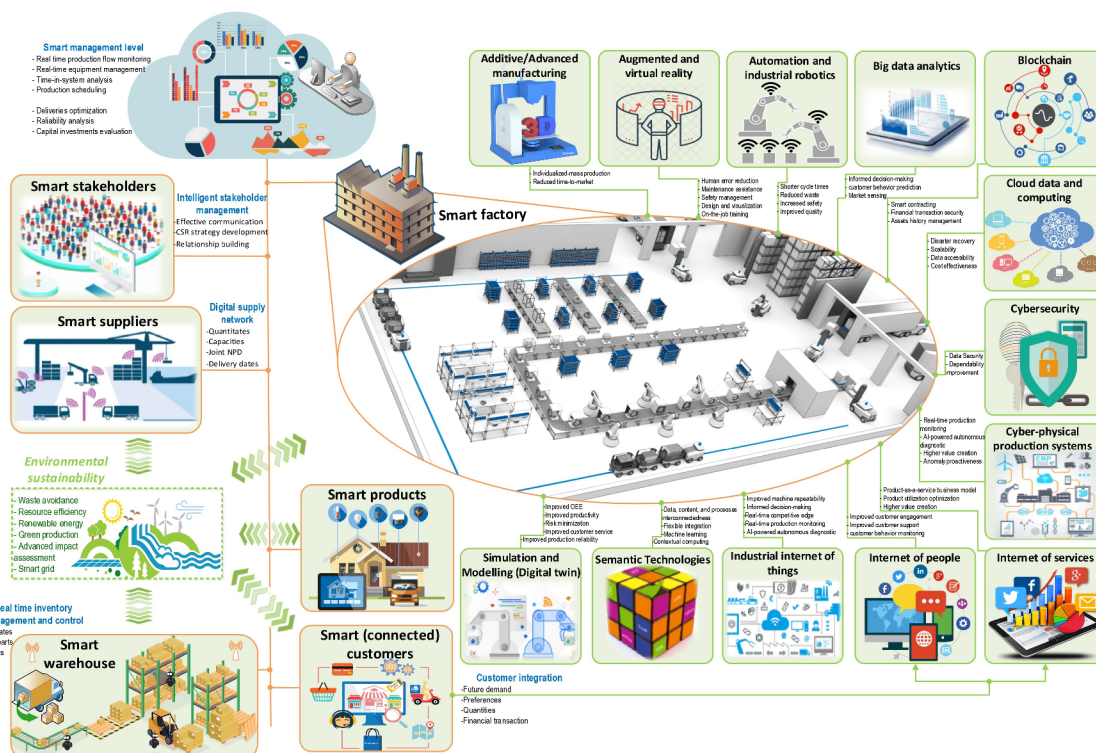 Smart management level
- Real time production flow monitoring
- Real-time equipment management
- Time-in-system analysis
- Production scheduling
- Deliveries optimization
- Reliability analysis
- Capital investments evaluation
Smart stakeholders
Intelligent stakeholder
management
-Effective communication
-CSR strategy development
-Relationship building
Smart suppliers
Digital supply
network
-Quantitates
-Capacities
-Joint NPD
-Delivery dates
Environmental
sustainability
- Waste avoidance
- Resource efficiency
- Renewable energy
- Green production
- Advanced impact
assessment
- Smart grid
eal time inventory
agement and control
ates
arts
s
Smart
warehouse
Smart factory
Additive/Advanced
manufacturing
3D
-Individualized-mass production
-Reduced time-to-market
Augmented and
virtual reality
- Human error reduction
- Maintenance assistance
- Safety management
- Design and visualization
- On-the-job training
Automation and
industrial robotics
-Shorter cycle times
-Reduced waste
-Increased safety
-Improved quality
Big data analytics
-Informed decision-making
-customer behavior prediction
-Market sensing
Blockchain
- Smart contracting
- Financial transaction security
- Assets history management
Cloud data and
computing
- Disaster recovery
- Scalability
- Data accessibility
- Cost effectiveness
Cybersecurity
- Data Security
- Dependability
improvement
Cyber-physical
production systems
ERP
- Real-time production
monitoring
- AI-powered autonomous
diagnostic
- Higher value creation
- Anomaly proactiveness
- Product-as-a-service business model
- Product utilization optimization
- Higher value creation
-Improved customer engagement
-Improved customer support
-customer behavior monitoring
-Improved machine repeatability
-Informed decision-making
-Real-time competitive edge
-Real-time production monitoring
-AI-powered autonomous diagnostic
-Data, content, and processes
interconnectedness
-Flexible integration
-Machine learning
-Contextual computing
-Improved OEE
-Improved productivity
-Risk minimization
-Improved customer service
-Improved production reliability
Smart products
Simulation and
Modelling (Digital twin)
Semantic Technologies
Industrial internet of
things
Internet of people
Internet of services
Smart (connected)
customers
Customer integration
-Future demand
-Preferences
-Quantities
-Financial transaction